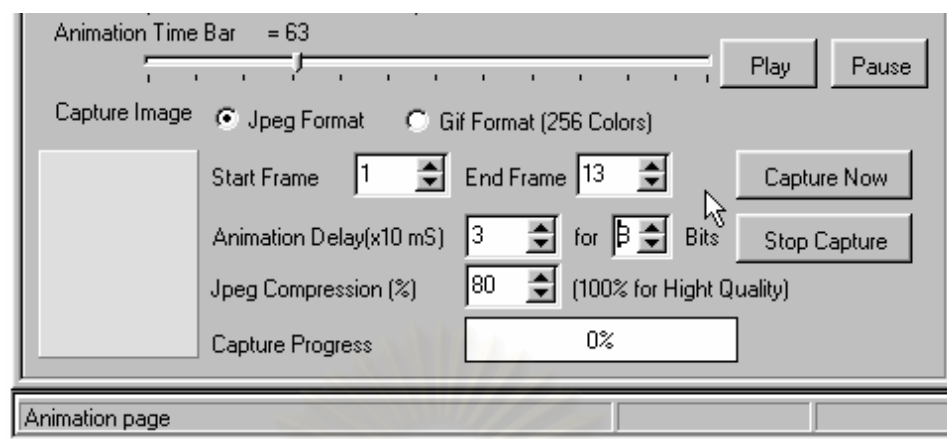 Animation Time Bar = 63
Play Pause
Capture Image Jpeg Format Gif Format (256 Colors)
Start Frame 1 End Frame 13 Capture Now
Animation Delay(x10 mS) 3 for Bits Stop Capture
Jpeg Compression (%) 80 (100% for Hight Quality)
Capture Progress 0%
Animation page